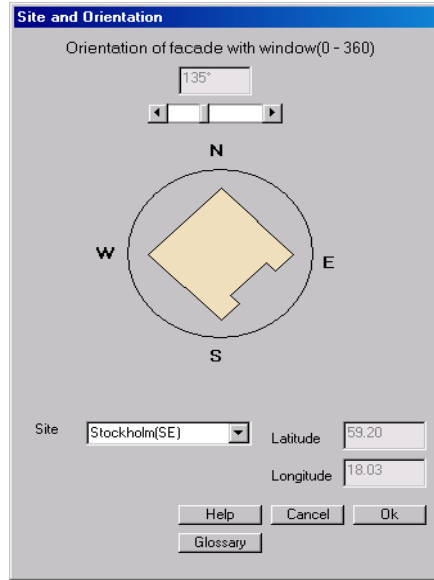 Site and Orientation
Orientation of facade with window(0 - 360)
135°
N
W
E
S
Site
Stockholm(SE)
Latitude
59.20
Longitude
18.03
Help
Cancel
Ok
Glossary